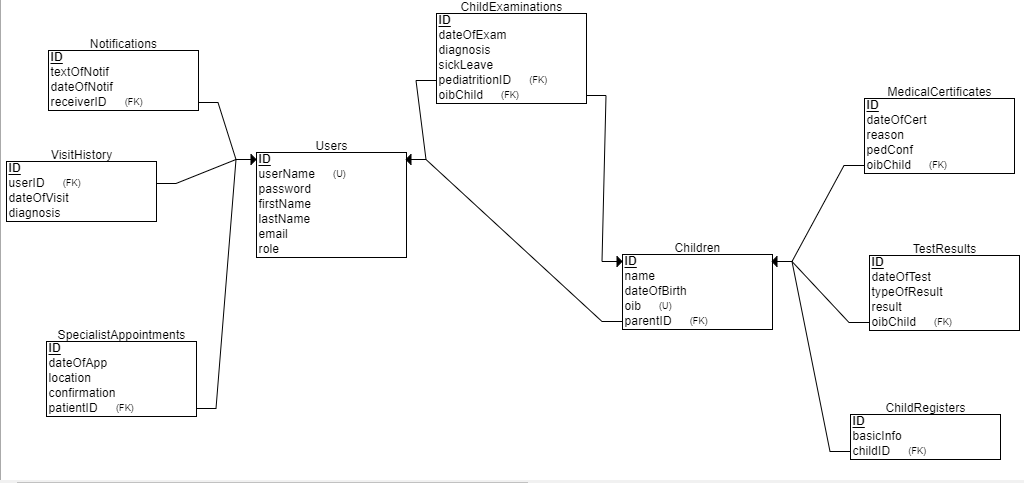 ChildExaminations
ID
dateOfExam
diagnosis
sickLeave
pediatritionID (FK)
oibChild (FK)
Notifications
ID
textOfNotif
dateOfNotif
receiverID (FK)
MedicalCertificates
ID
dateOfCert
reason
pedConf
oibChild (FK)
VisitHistory
ID
userID (FK)
dateOfVisit
diagnosis
Users
ID
userName (U)
password
firstName
lastName
email
role
Children
ID
name
dateOfBirth
oib (U)
parentID (FK)
TestResults
ID
dateOfTest
typeOfResult
result
oibChild (FK)
SpecialistAppointments
ID
dateOfApp
location
confirmation
patientID (FK)
ChildRegisters
ID
basicInfo
childID (FK)